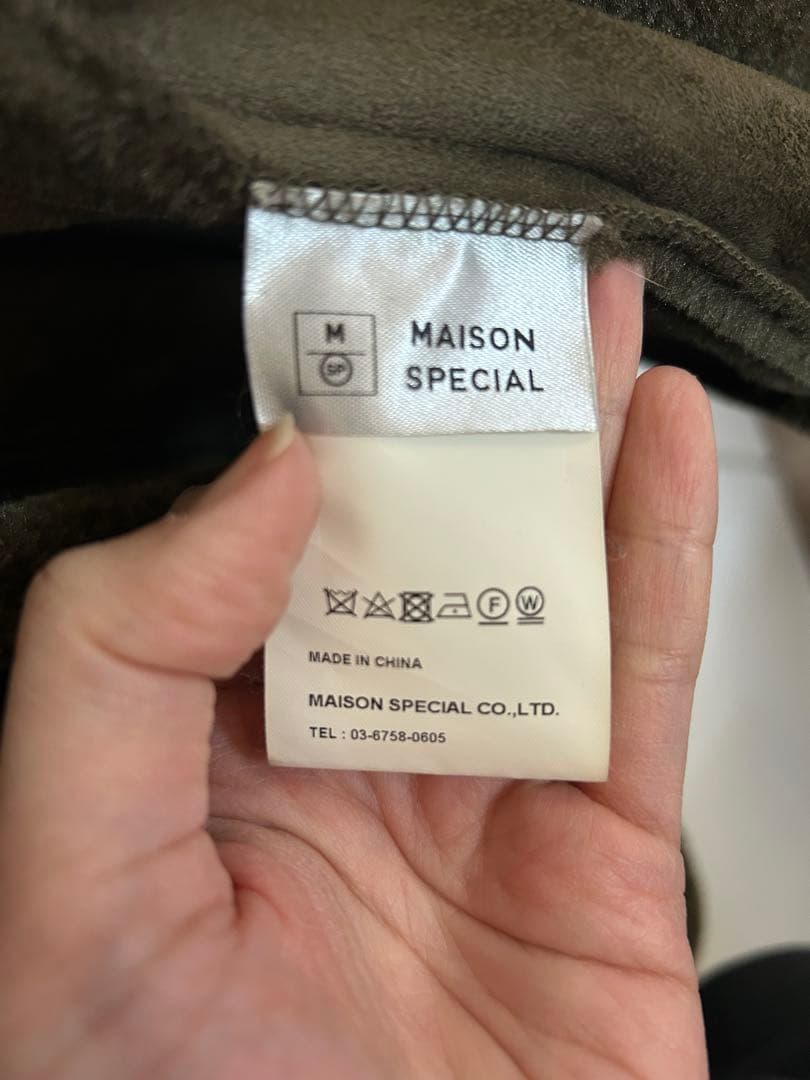 M
SP
MAISON
SPECIAL
F W
MADE IN CHINA
MAISON SPECIAL CO.,LTD.
TEL : 03-6758-0605